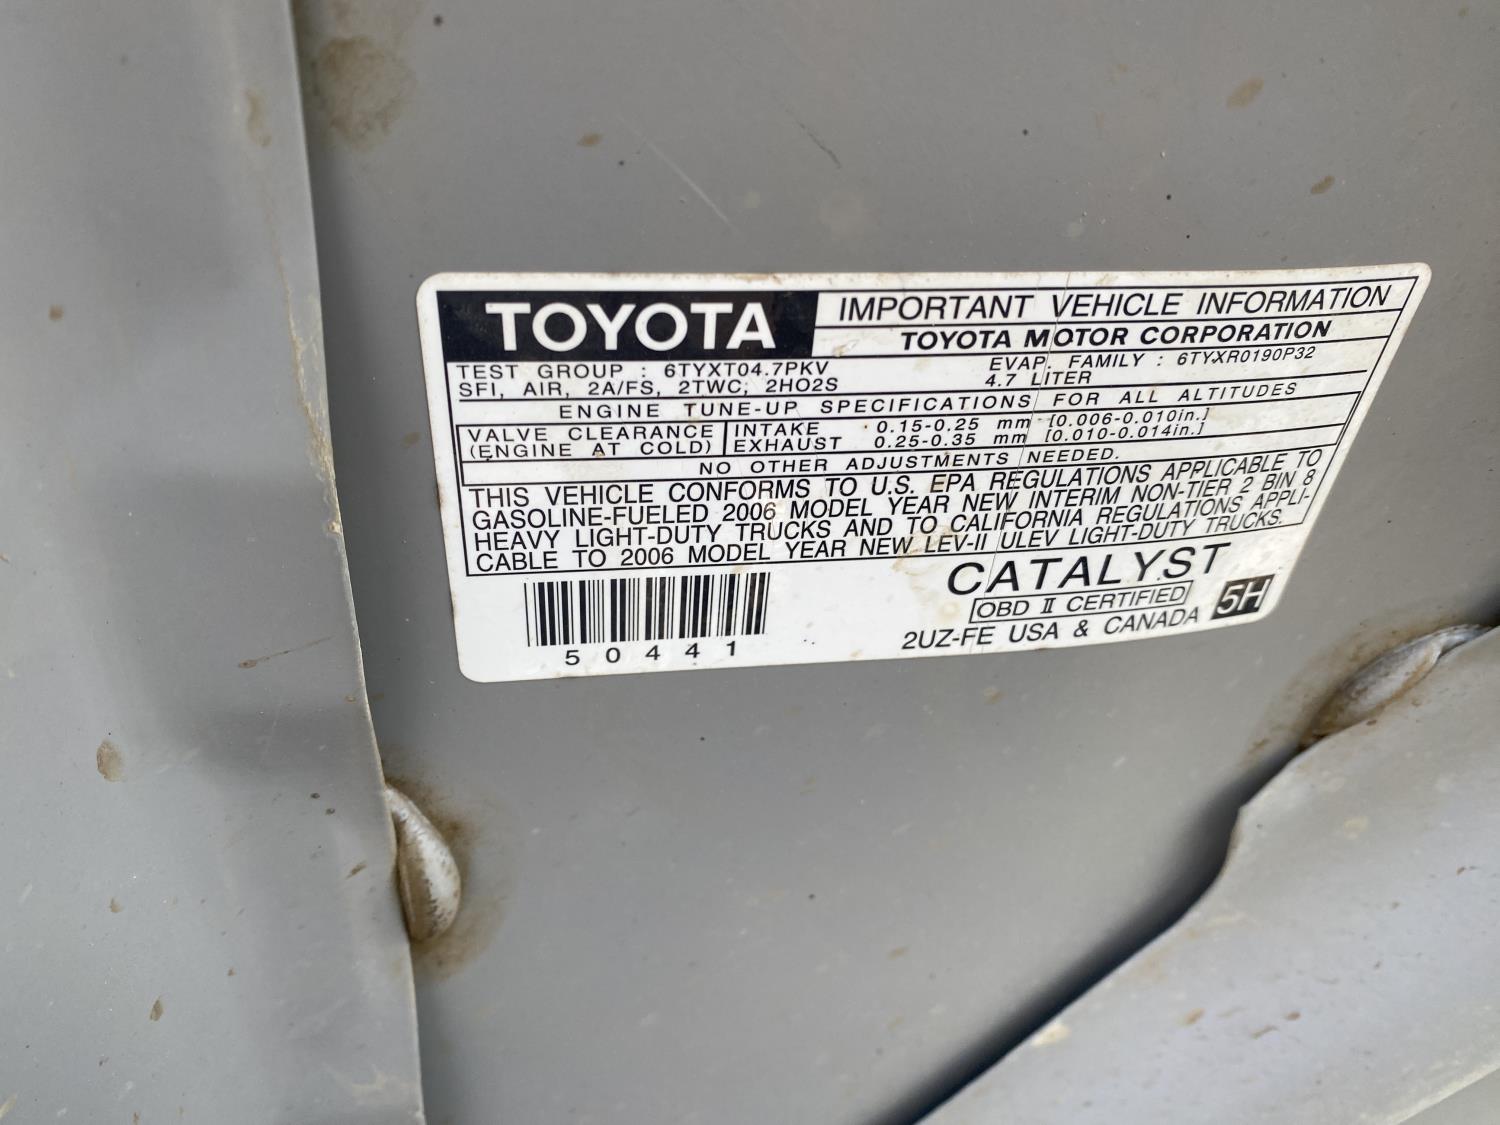 TOYOTA
IMPORTANT VEHICLE INFORMATION
TOYOTA MOTOR CORPORATION
TEST GROUP : 6TYXT04.7PKV
EVAP. FAMILY : 6TYXR0190P32
SFI, AIR, 2A/FS, 2TWC, 2HO2S
4.7 LITER
ENGINE TUNE-UP SPECIFICATIONS FOR ALL ALTITUDES
VALVE CLEARANCE
(ENGINE AT COLD)
INTAKE 0.15-0.25 mm [0.006-0.010in.]
EXHAUST 0.25-0.35 mm [0.010-0.014in.]
NO OTHER ADJUSTMENTS NEEDED.
THIS VEHICLE CONFORMS TO U.S. EPA REGULATIONS APPLICABLE TO
GASOLINE-FUELED 2006 MODEL YEAR NEW INTERIM NON-TIER 2 BIN 8
HEAVY LIGHT-DUTY TRUCKS AND TO CALIFORNIA REGULATIONS APPLI-
CABLE TO 2006 MODEL YEAR NEW LEV-II ULEV LIGHT-DUTY TRUCKS.
CATALYST
OBD II CERTIFIED
5H
2UZ-FE USA & CANADA
50441